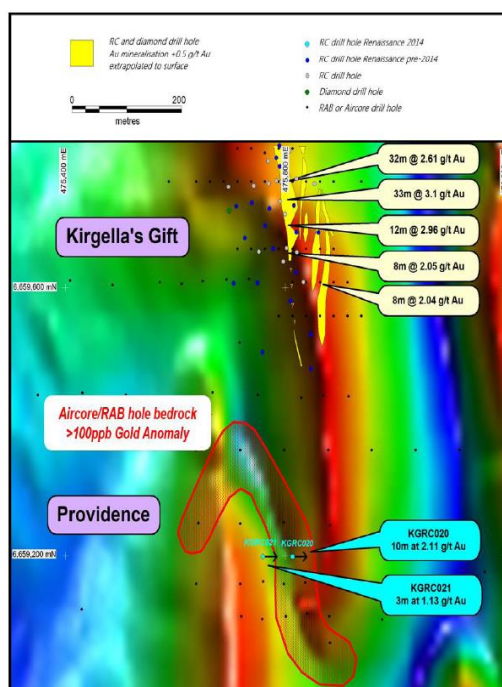 RC and diamond drill hole
Au mineralisation +0.5 g/t Au
extrapolated to surface
0 200
metres
RC drill hole Renaissance 2014
RC drill hole Renaissance pre-2014
RC drill hole
Diamond drill hole
RAB or Aircore drill hole
475,400 mE
475,800 mE
32m @ 2.61 g/t Au
33m @ 3.1 g/t Au
Kirgella's Gift
12m @ 2.96 g/t Au
8m @ 2.05 g/t Au
6,659,600 mN
8m @ 2.04 g/t Au
Aircore/RAB hole bedrock
>100ppb Gold Anomaly
Providence
KGRC021 KGRC020
KGRC020
10m at 2.11 g/t Au
6,659,200 mN
KGRC021
3m at 1.13 g/t Au